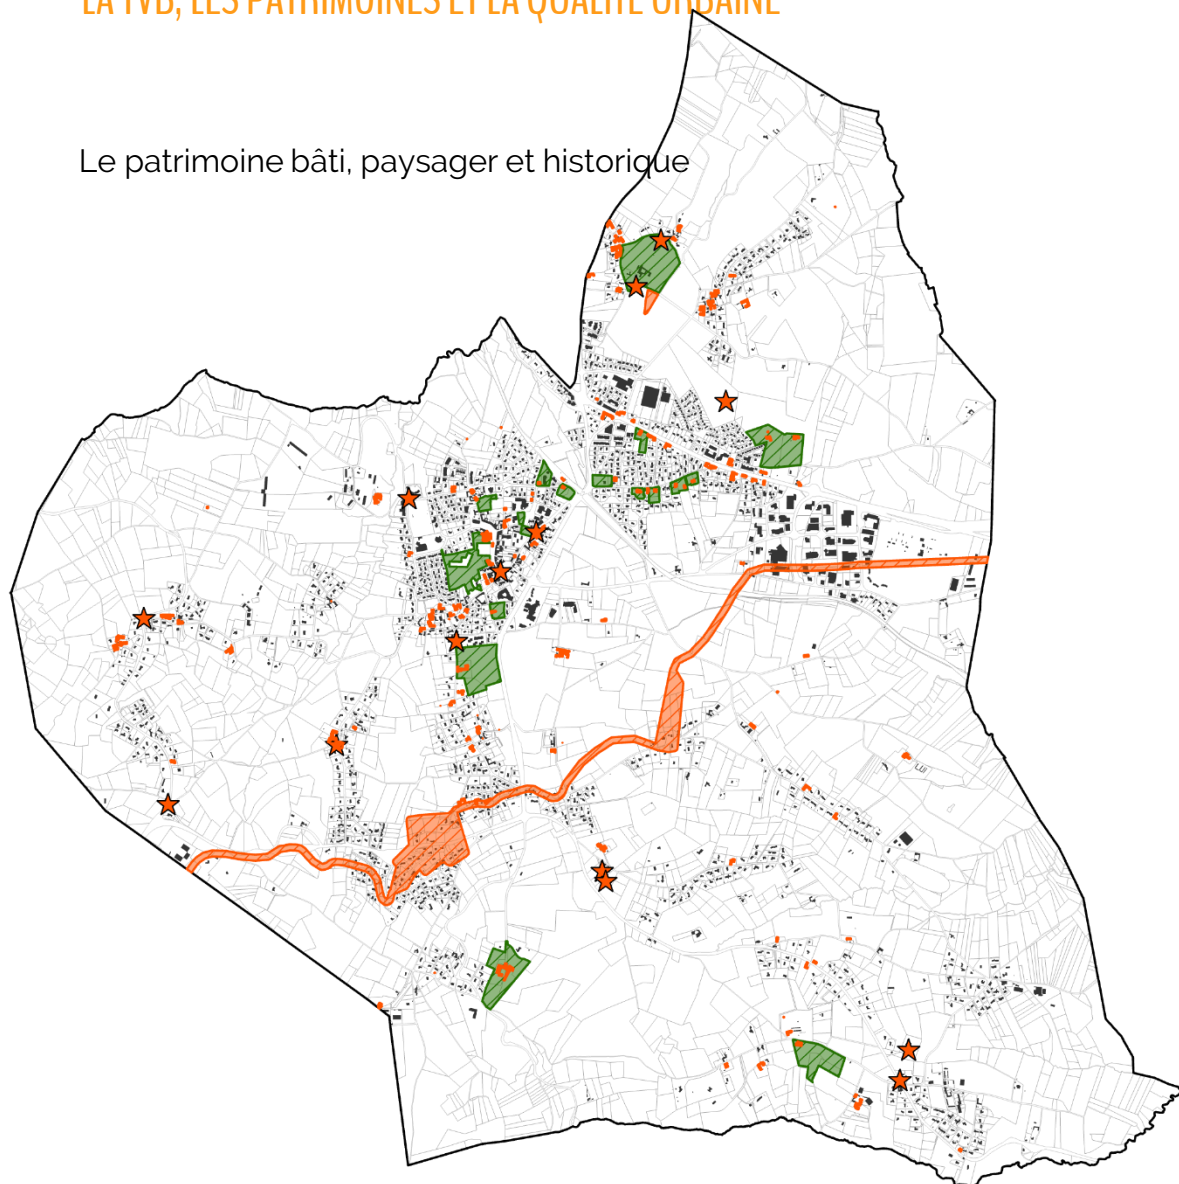 LA TVB, LES PATRIMOINES ET LA QUALITÉ URBAINE
Le patrimoine bâti, paysager et historique